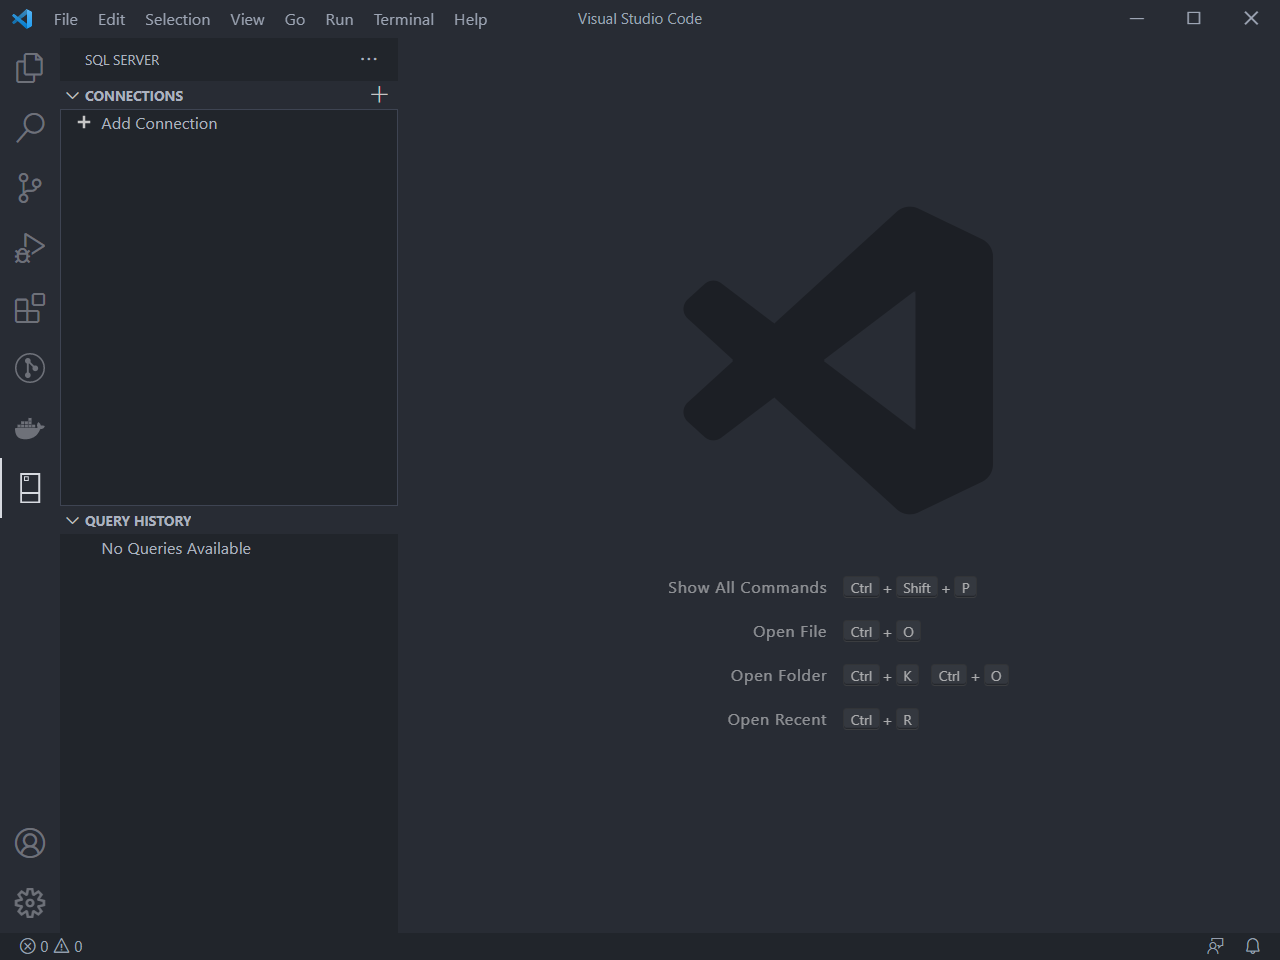 File Edit Selection View Go Run Terminal Help Visual Studio Code
SQL SERVER
CONNECTIONS
Add Connection
QUERY HISTORY
No Queries Available
Show All Commands Ctrl + Shift + P
Open File Ctrl + O
Open Folder Ctrl + K Ctrl + O
Open Recent Ctrl + R
0 0